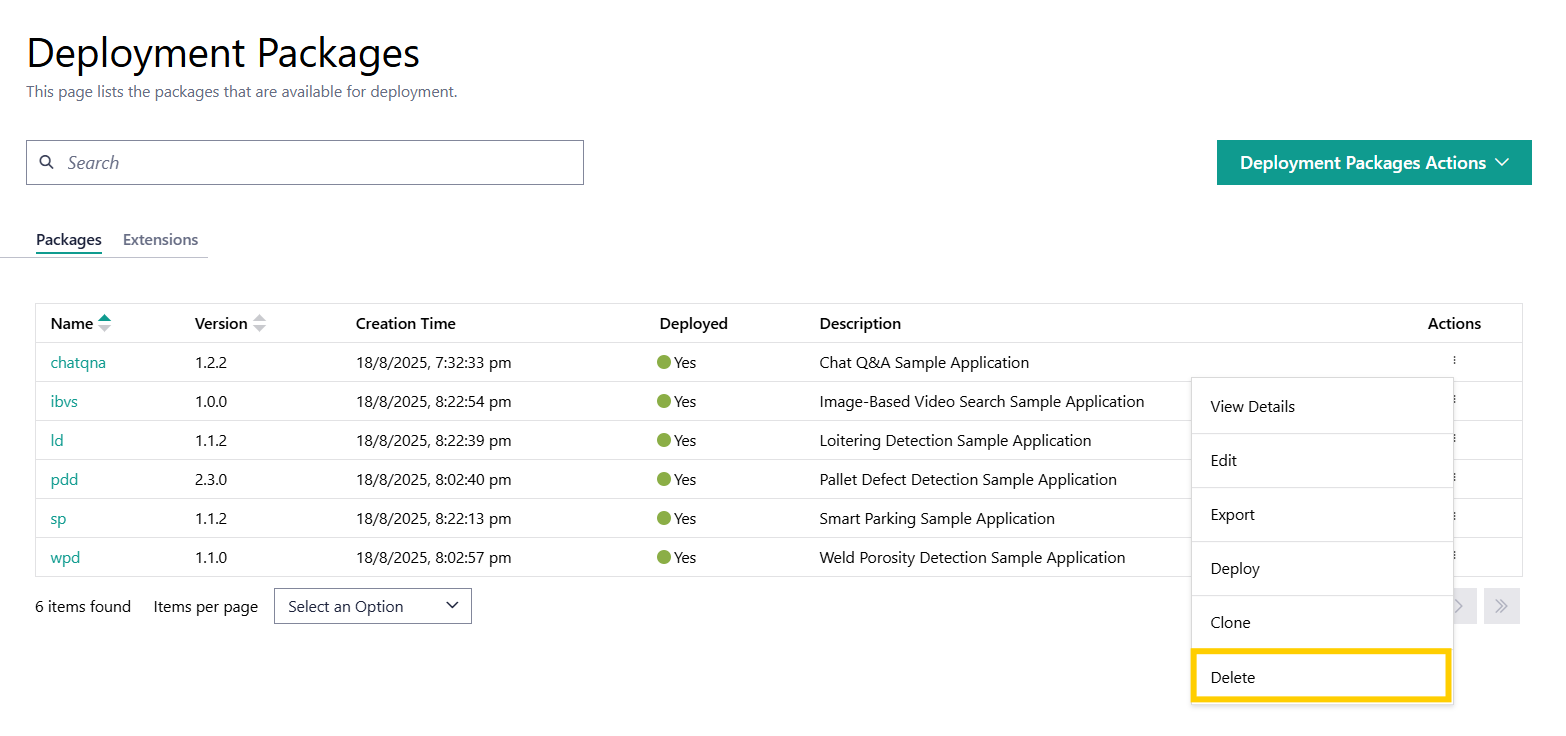 Deployment Packages
This page lists the packages that are available for deployment.
Search
Deployment Packages Actions
Packages Extensions
Name Version Creation Time Deployed Description Actions
chatqna 1.2.2 18/8/2025, 7:32:33 pm Yes Chat Q&A Sample Application
ibvs 1.0.0 18/8/2025, 8:22:54 pm Yes Image-Based Video Search Sample Application
ld 1.1.2 18/8/2025, 8:22:39 pm Yes Loitering Detection Sample Application
pdd 2.3.0 18/8/2025, 8:02:40 pm Yes Pallet Defect Detection Sample Application
sp 1.1.2 18/8/2025, 8:22:13 pm Yes Smart Parking Sample Application
wpd 1.1.0 18/8/2025, 8:02:57 pm Yes Weld Porosity Detection Sample Application
6 items found Items per page Select an Option
View Details
Edit
Export
Deploy
Clone
Delete